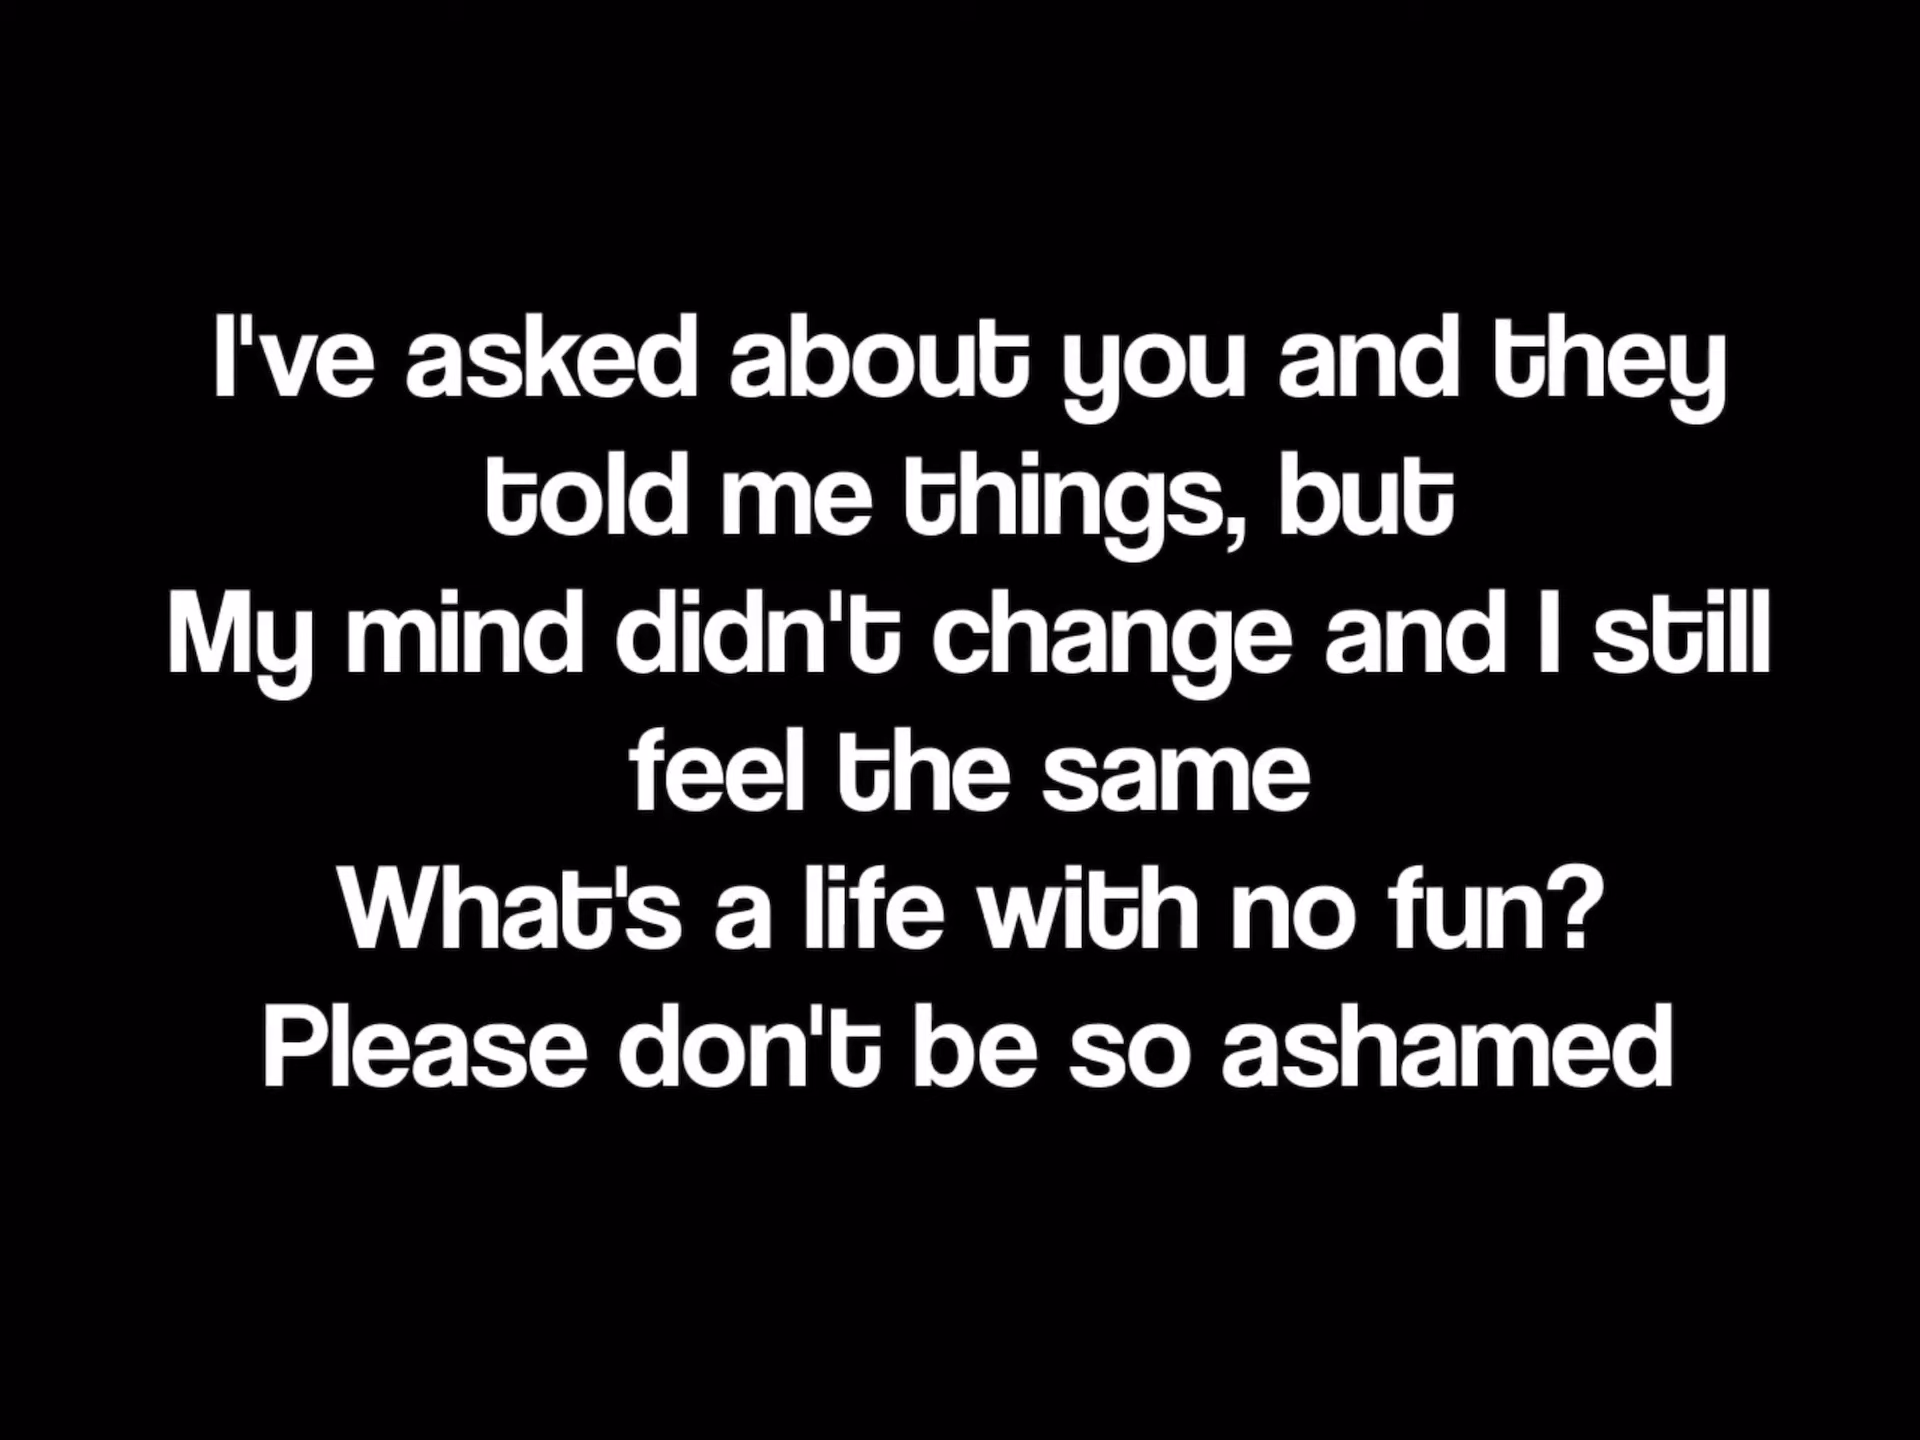 I've asked about you and they
told me things, but
My mind didn't change and I still
feel the same
What's a life with no fun?
Please don't be so ashamed